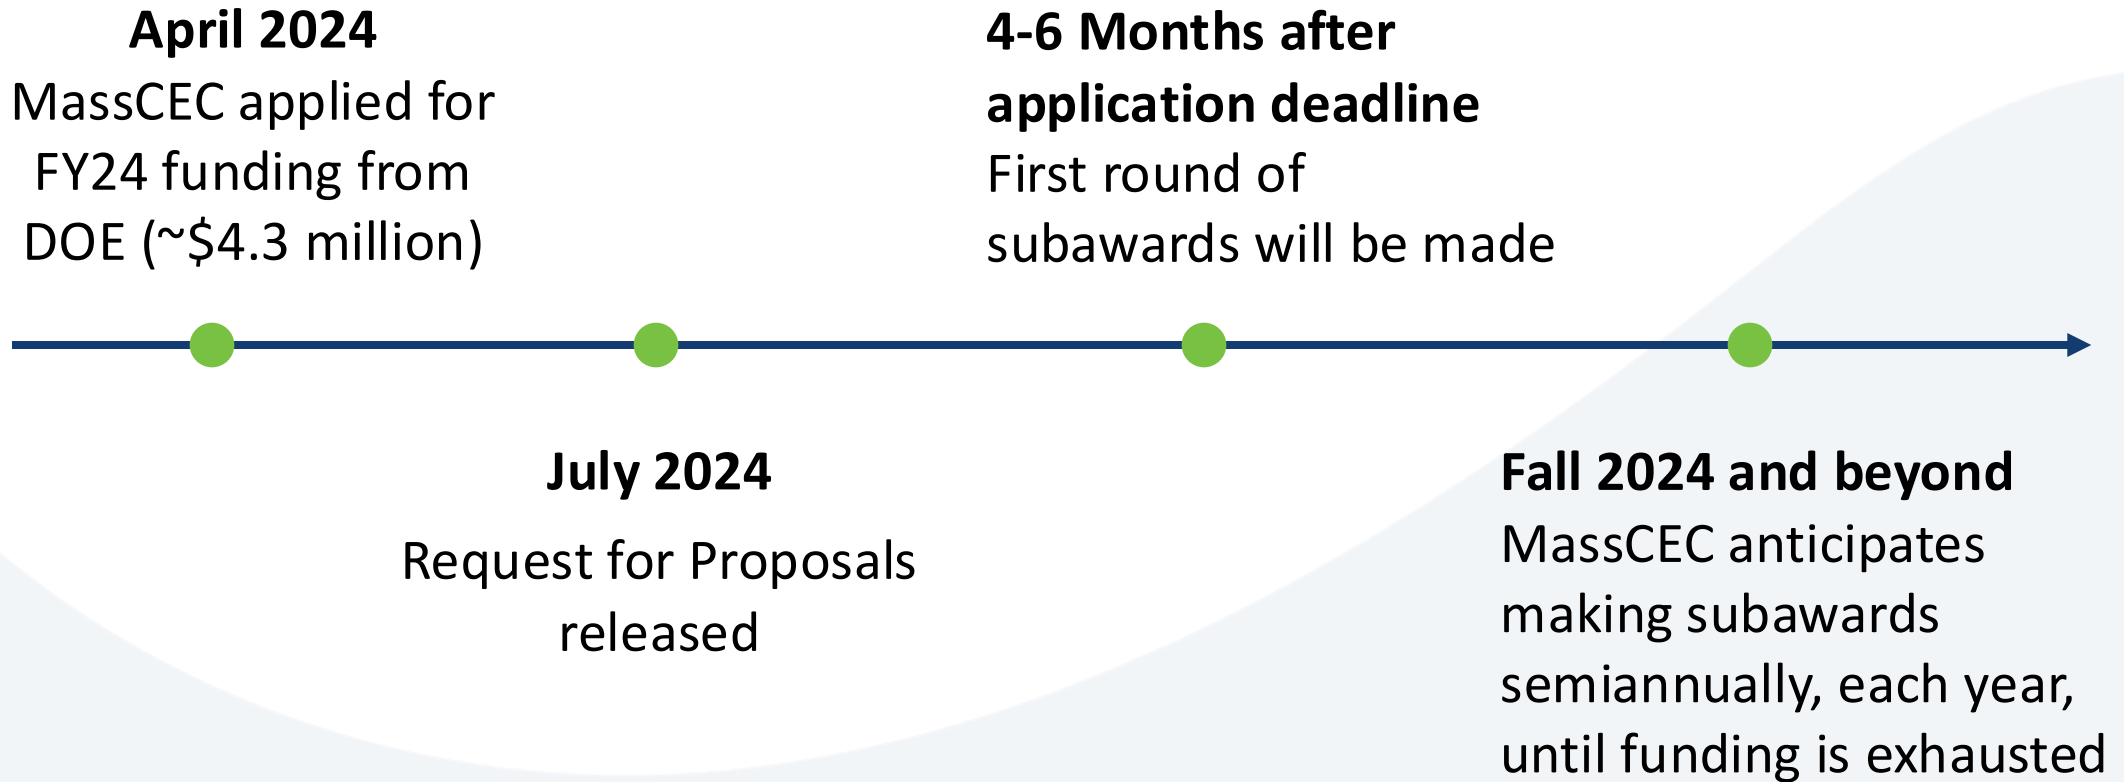 April 2024
MassCEC applied for
FY24 funding from
DOE (~$4.3 million)
July 2024
Request for Proposals
released
4-6 Months after
application deadline
First round of
subawards will be made
Fall 2024 and beyond
MassCEC anticipates
making subawards
semiannually, each year,
until funding is exhausted